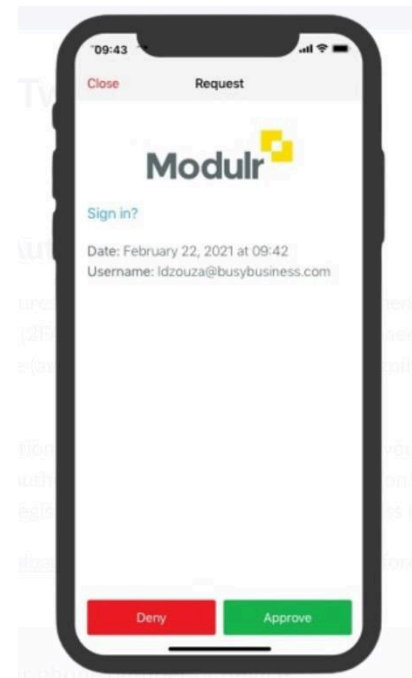 09:43
Close Request
Modulr
Sign in?
Date: February 22, 2021 at 09:42
Username: ldzouza@busybusiness.com
Deny Approve